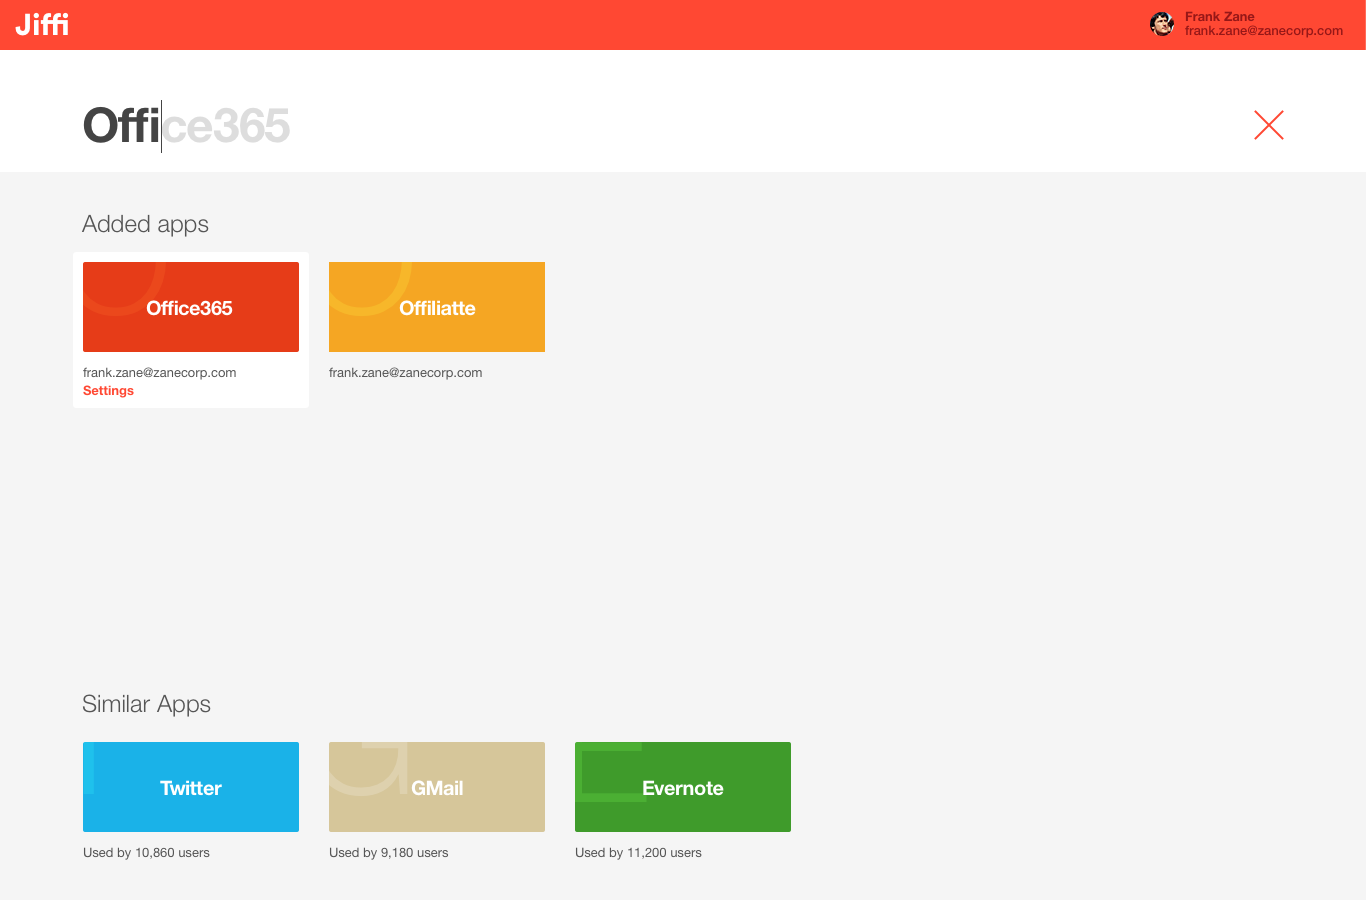 Jiffi
Frank Zane
frank.zane@zanecorp.com
Office365
Added apps
Office365
Offiliatte
frank.zane@zanecorp.com
frank.zane@zanecorp.com
Settings
Similar Apps
Twitter
GMail
Evernote
Used by 10,860 users
Used by 9,180 users
Used by 11,200 users